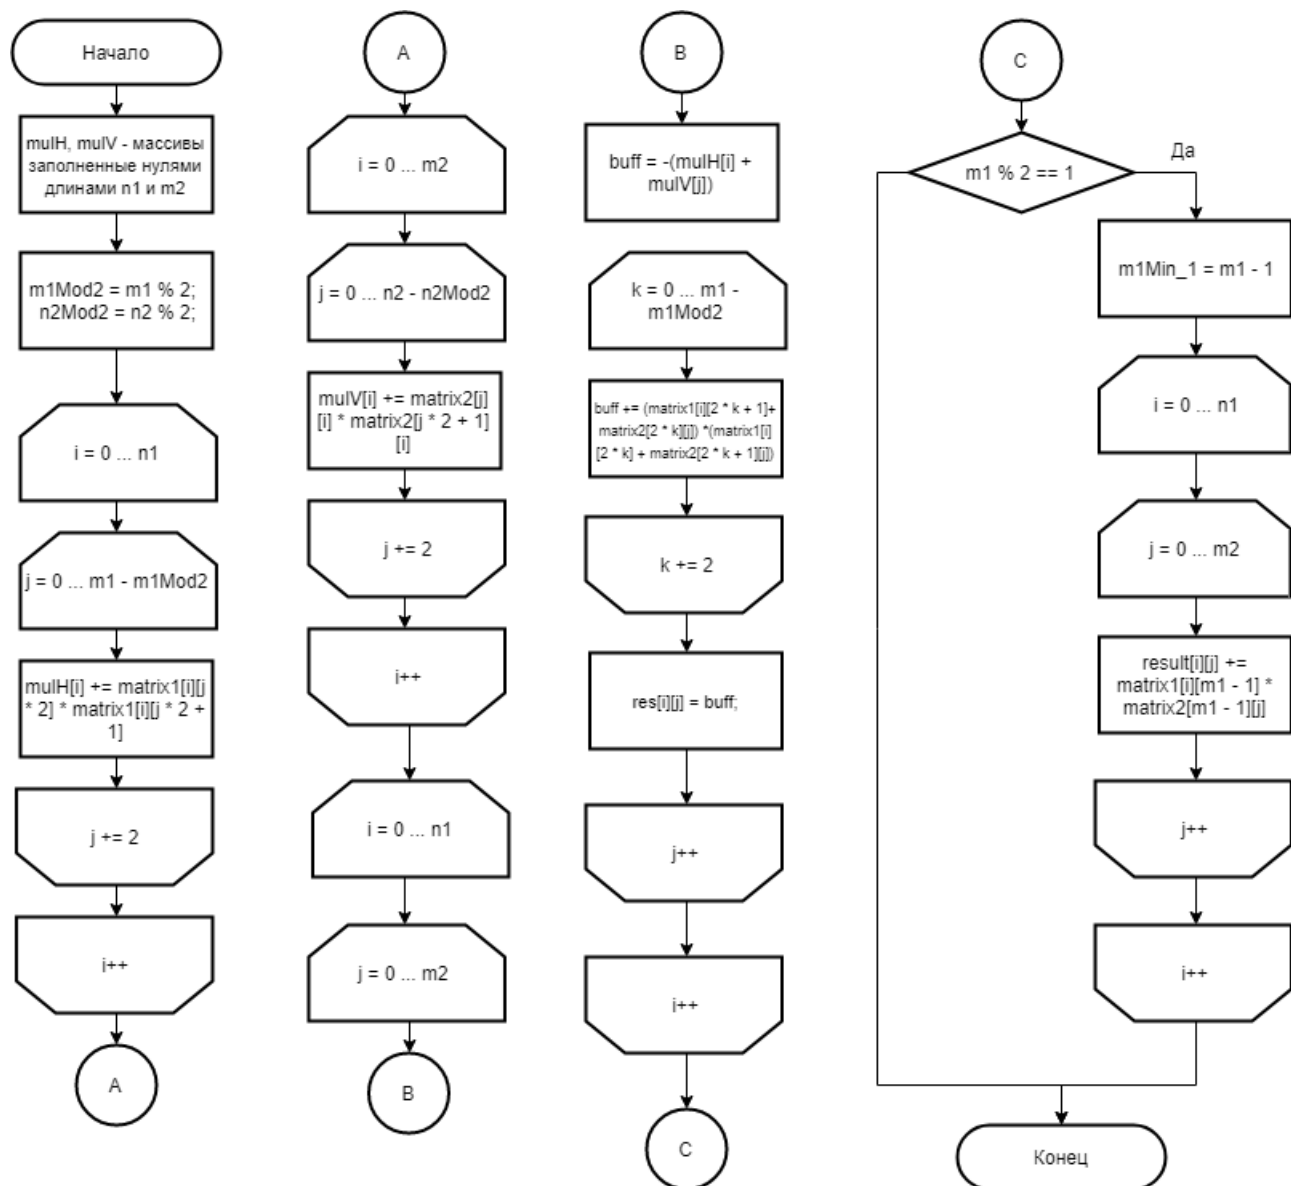 Начало
mulH, mulV - массивы
заполненные нулями
длинами n1 и m2
m1Mod2 = m1 % 2;
n2Mod2 = n2 % 2;
i = 0 ... n1
j = 0 ... m1 - m1Mod2
mulH[i] += matrix1[i][j
* 2] * matrix1[i][j * 2 +
1]
j += 2
i++
A
A
i = 0 ... m2
j = 0 ... n2 - n2Mod2
mulV[i] += matrix2[j]
[i] * matrix2[j * 2 + 1]
[i]
j += 2
i++
i = 0 ... n1
j = 0 ... m2
B
B
buff = -(mulH[i] +
mulV[j])
k = 0 ... m1 -
m1Mod2
buff += (matrix1[i][2 * k + 1]+
matrix2[2 * k][j]) *(matrix1[i]
[2 * k] + matrix2[2 * k + 1][j])
k += 2
res[i][j] = buff;
j++
i++
C
C
m1 % 2 == 1
Да
m1Min_1 = m1 - 1
i = 0 ... n1
j = 0 ... m2
result[i][j] +=
matrix1[i][m1 - 1] *
matrix2[m1 - 1][j]
j++
i++
Конец